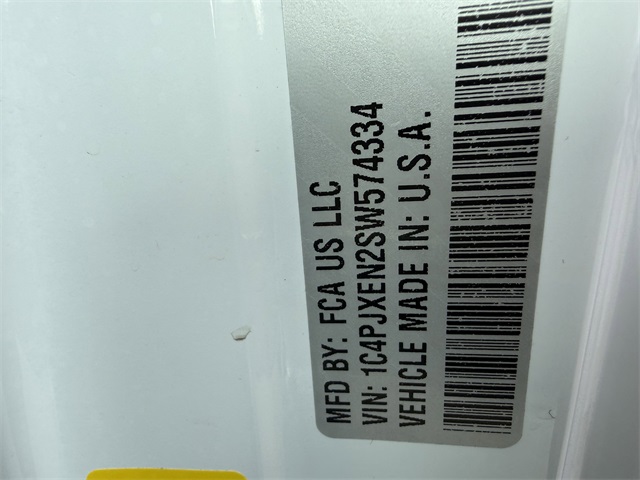 MFD BY: FCA US LLC
VIN: 1C4PJXEN2SW574334
VEHICLE MADE IN: U.S.A.